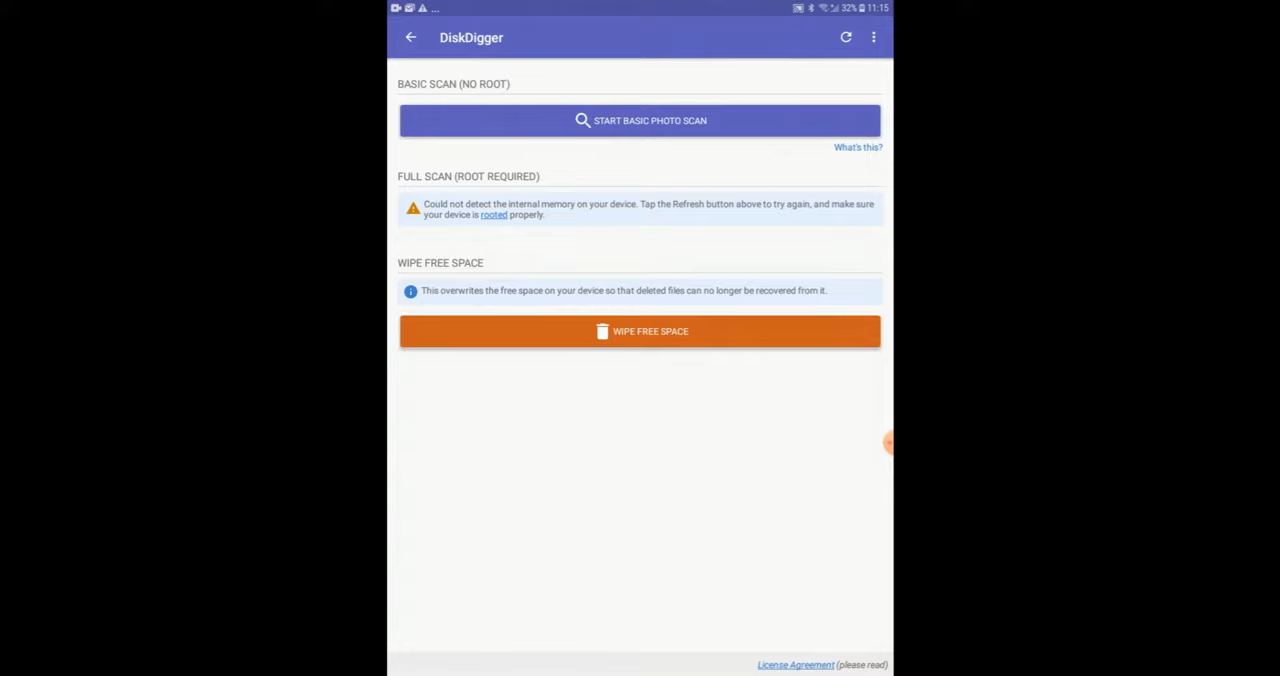 ... 32% 11:15
DiskDigger
BASIC SCAN (NO ROOT)
START BASIC PHOTO SCAN
What's this?
FULL SCAN (ROOT REQUIRED)
Could not detect the internal memory on your device. Tap the Refresh button above to try again, and make sure
your device is rooted properly.
WIPE FREE SPACE
This overwrites the free space on your device so that deleted files can no longer be recovered from it.
WIPE FREE SPACE
License Agreement (please read)